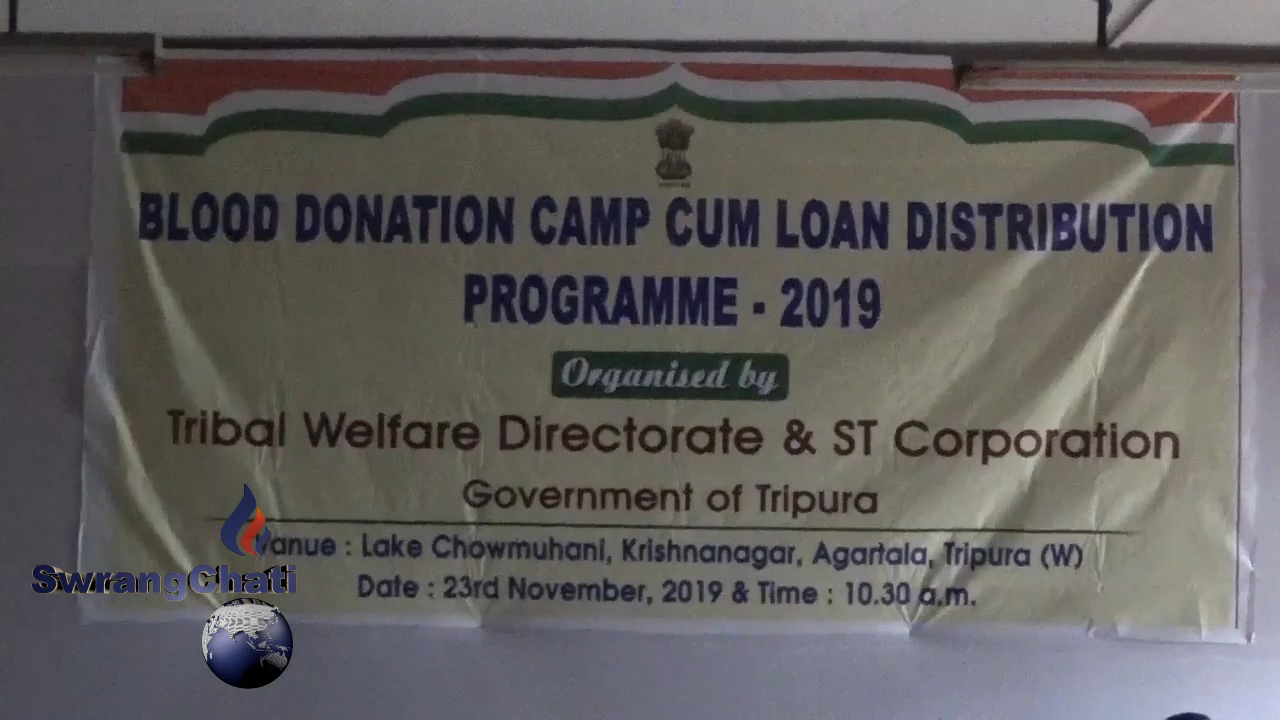 BLOOD DONATION CAMP CUM LOAN DISTRIBUTION
PROGRAMME - 2019
Organised by
Tribal Welfare Directorate & ST Corporation
Government of Tripura
Vanue : Lake Chowmuhani, Krishnanagar, Agartala, Tripura (W)
Date : 23rd November, 2019 & Time : 10.30 a.m.
SwrangChati